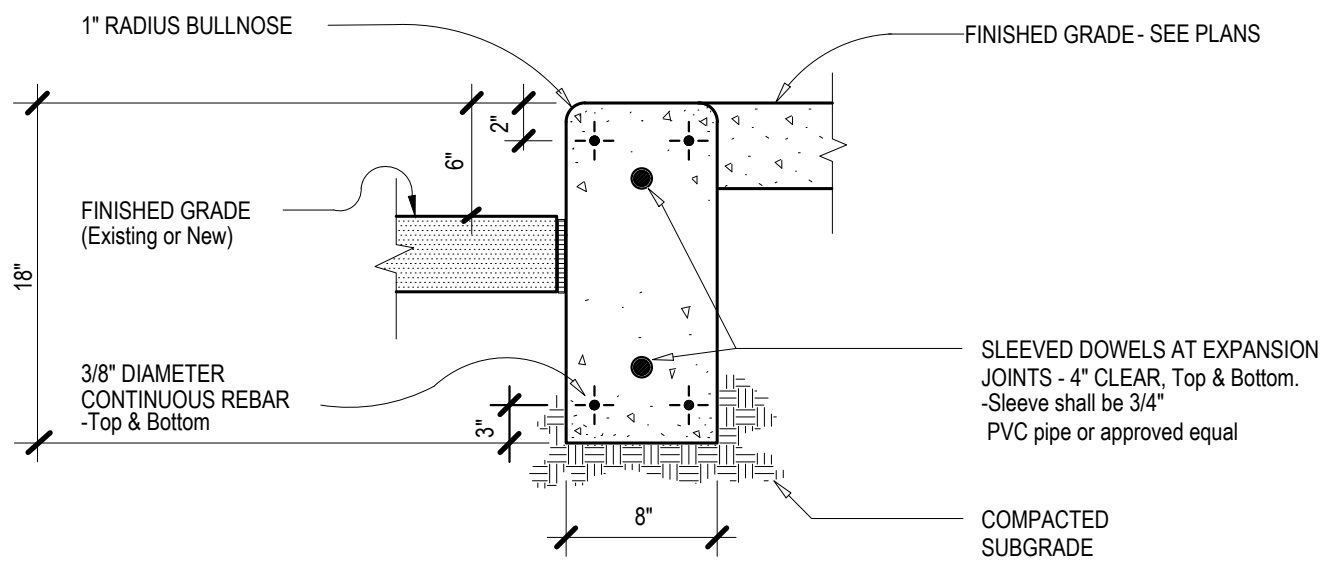 1" RADIUS BULLNOSE
FINISHED GRADE - SEE PLANS
2"
6"
FINISHED GRADE
(Existing or New)
18"
3/8" DIAMETER
CONTINUOUS REBAR
-Top & Bottom
3"
SLEEVED DOWELS AT EXPANSION
JOINTS - 4" CLEAR, Top & Bottom.
-Sleeve shall be 3/4"
PVC pipe or approved equal
8"
COMPACTED
SUBGRADE